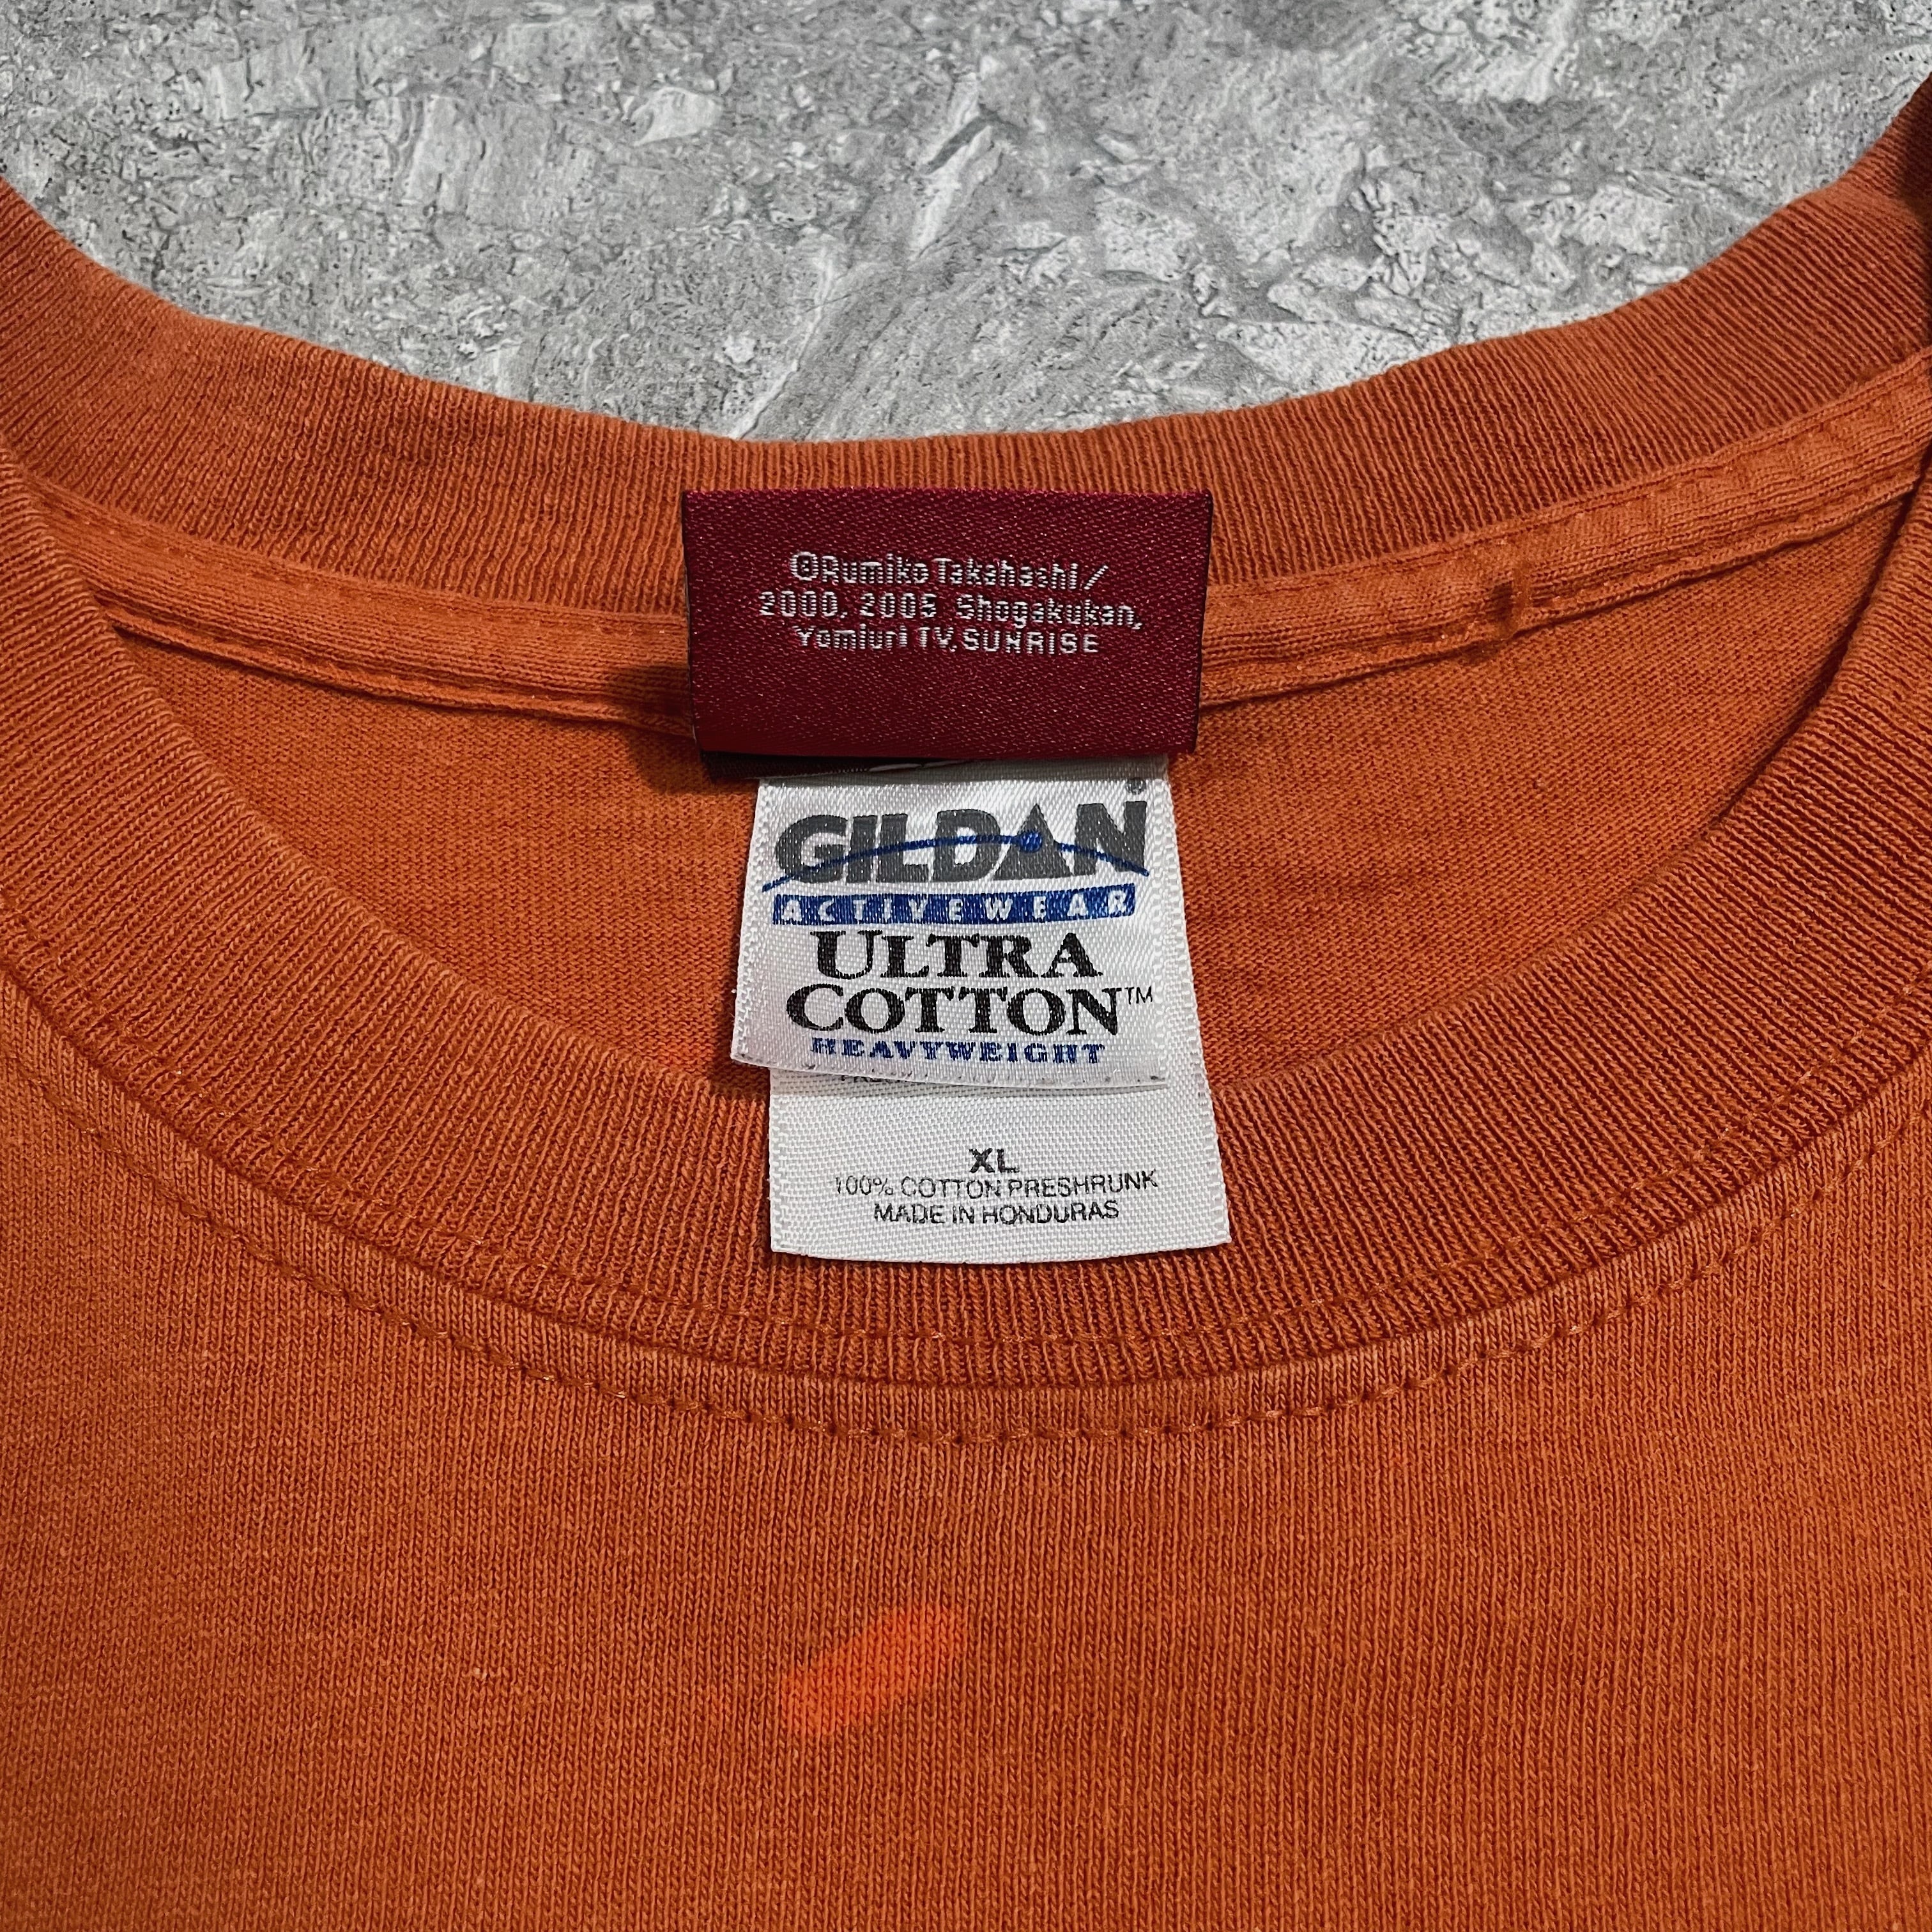 ©Rumiko Takahashi/
2000, 2005 Shogakukan,
Yomiuri TV, SUNRISE
GILDAN®
ACTIVEWEAR
ULTRA
COTTON™
HEAVYWEIGHT
XL
100% COTTON PRESHRUNK
MADE IN HONDURAS